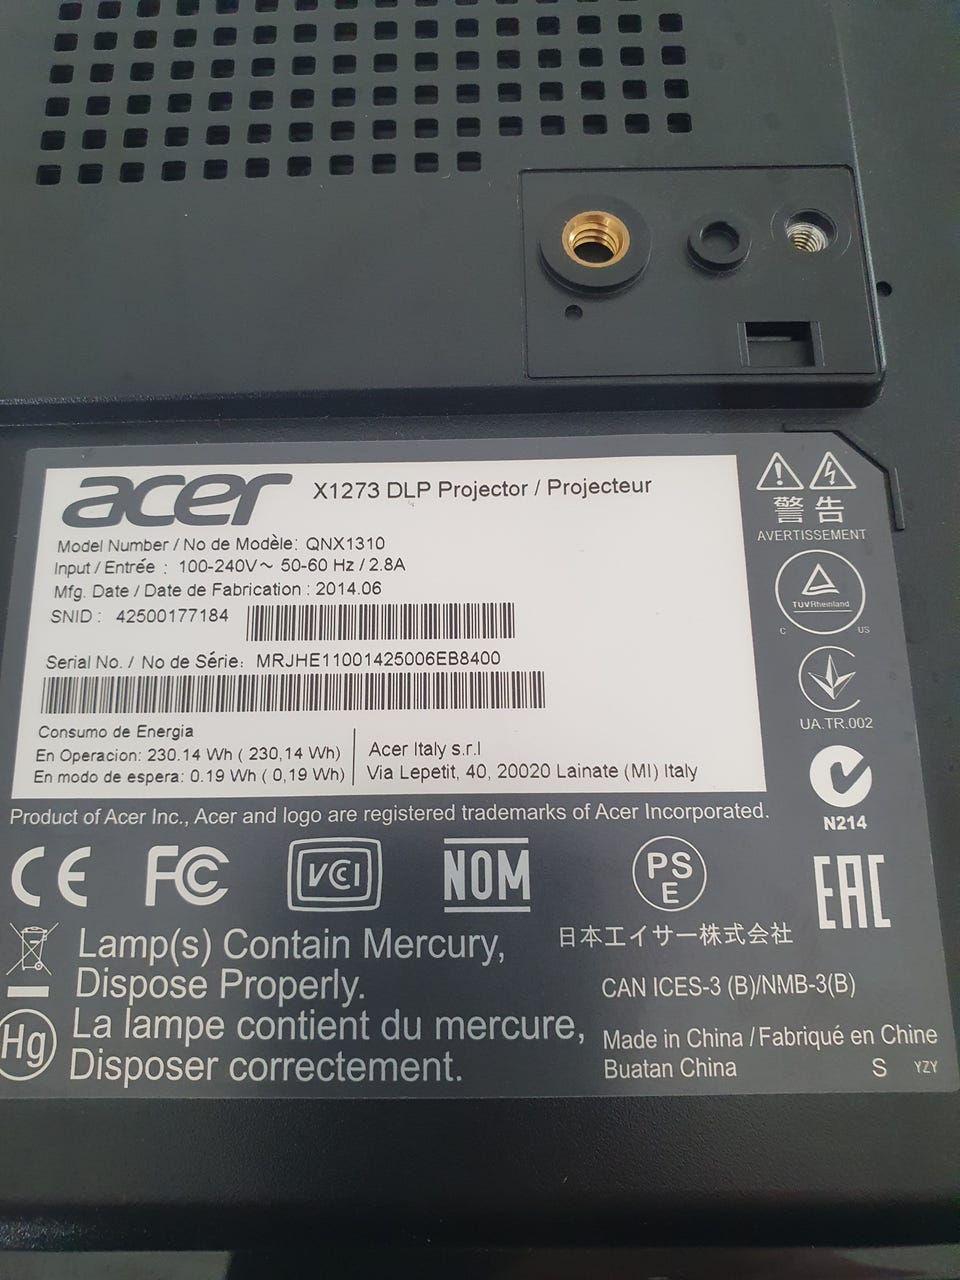 acer X1273 DLP Projector / Projecteur
Model Number / No de Modèle: QNX1310
Input / Entrée : 100-240V~ 50-60 Hz / 2.8A
Mfg. Date / Date de Fabrication : 2014.06
SNID : 42500177184
Serial No. / No de Série: MRJHE11001425006EB8400
Consumo de Energia
En Operacion: 230.14 Wh ( 230,14 Wh)
En modo de espera: 0.19 Wh ( 0,19 Wh)
Acer Italy s.r.l
Via Lepetit, 40, 20020 Lainate (MI) Italy
警告
AVERTISSEMENT
TUVRheinland
C US
UA.TR.002
N214
Product of Acer Inc., Acer and logo are registered trademarks of Acer Incorporated.
CE FC VCI NOM PSE EAC
日本エイサー株式会社
Lamp(s) Contain Mercury,
Dispose Properly.
Hg La lampe contient du mercure,
Disposer correctement.
CAN ICES-3 (B)/NMB-3(B)
Made in China / Fabriqué en Chine
Buatan China S YZY